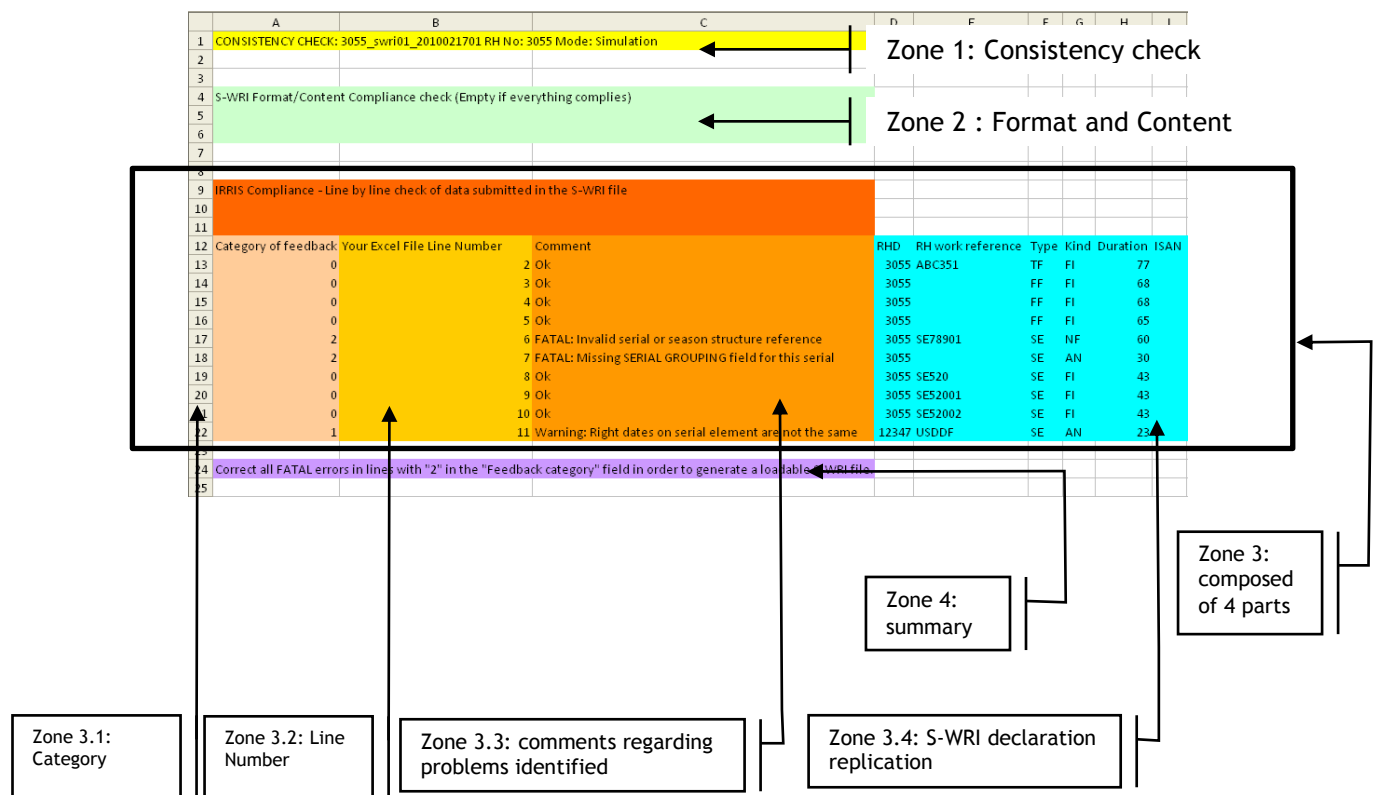 A B C D E F G H I
1 CONSISTENCY CHECK: 3055_swri01_2010021701 RH No: 3055 Mode: Simulation
Zone 1: Consistency check
2
3
4 S-WRI Format/Content Compliance check (Empty if everything complies)
5
Zone 2 : Format and Content
6
7
8
9 IRRIS Compliance - Line by line check of data submitted in the S-WRI file
10
11
12 Category of feedback Your Excel File Line Number Comment RHD RH work reference Type Kind Duration ISAN
13 0 2 Ok 3055 ABC351 TF FI 77
14 0 3 Ok 3055 FF FI 68
15 0 4 Ok 3055 FF FI 68
16 0 5 Ok 3055 FF FI 65
17 2 6 FATAL: Invalid serial or season structure reference 3055 SE78901 SE NF 60
18 2 7 FATAL: Missing SERIAL GROUPING field for this serial 3055 SE AN 30
19 0 8 Ok 3055 SE520 SE FI 43
20 0 9 Ok 3055 SE52001 SE FI 43
21 0 10 Ok 3055 SE52002 SE FI 43
22 1 11 Warning: Right dates on serial element are not the same 12347 USDDF SE AN 23
23
24 Correct all FATAL errors in lines with "2" in the "Feedback category" field in order to generate a loadable S-WRI file.
25
Zone 3:
composed
of 4 parts
Zone 4:
summary
Zone 3.1:
Category
Zone 3.2: Line
Number
Zone 3.3: comments regarding
problems identified
Zone 3.4: S-WRI declaration
replication